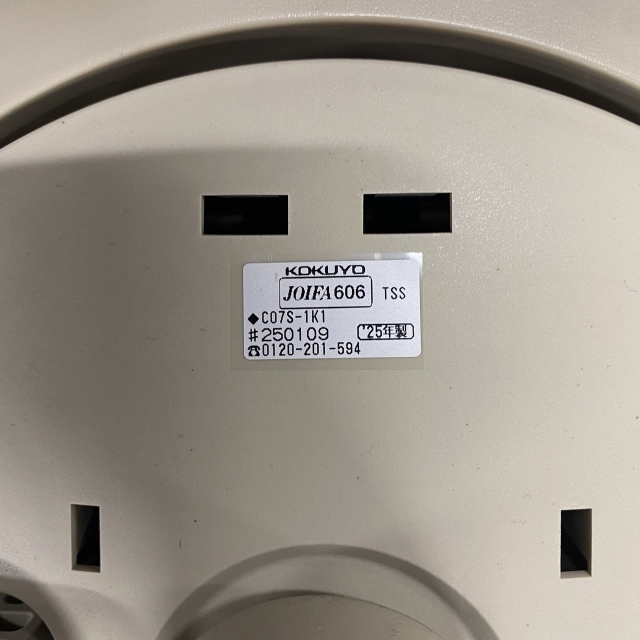 KOKUYO
JOIFA606 TSS
◆C07S-1K1
#250109 '25年製
☎0120-201-594